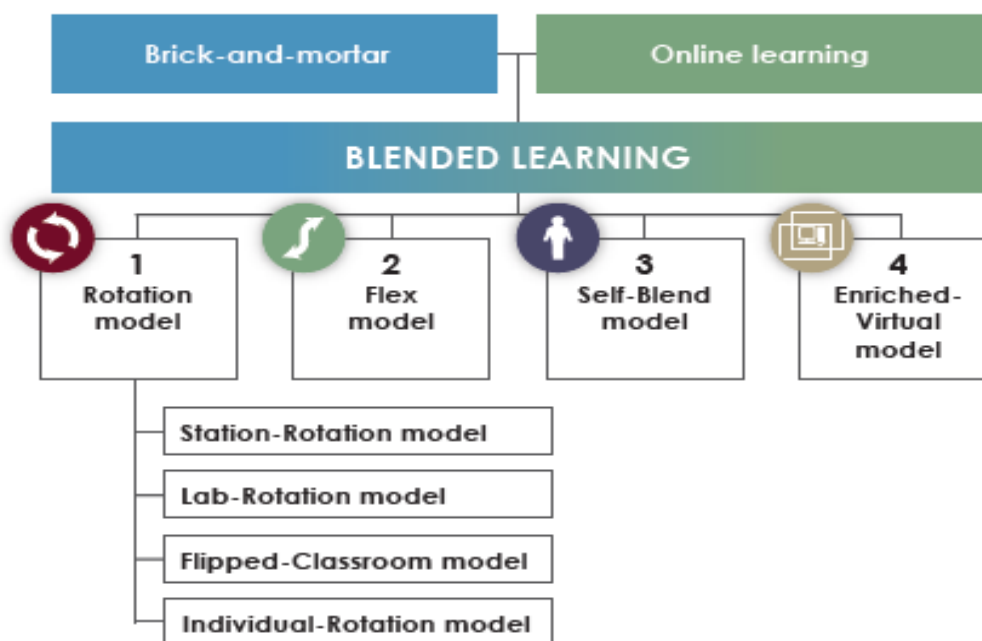 Brick-and-mortar
Online learning
BLENDED LEARNING
1
Rotation
model
2
Flex
model
3
Self-Blend
model
4
Enriched-
Virtual
model
Station-Rotation model
Lab-Rotation model
Flipped-Classroom model
Individual-Rotation model